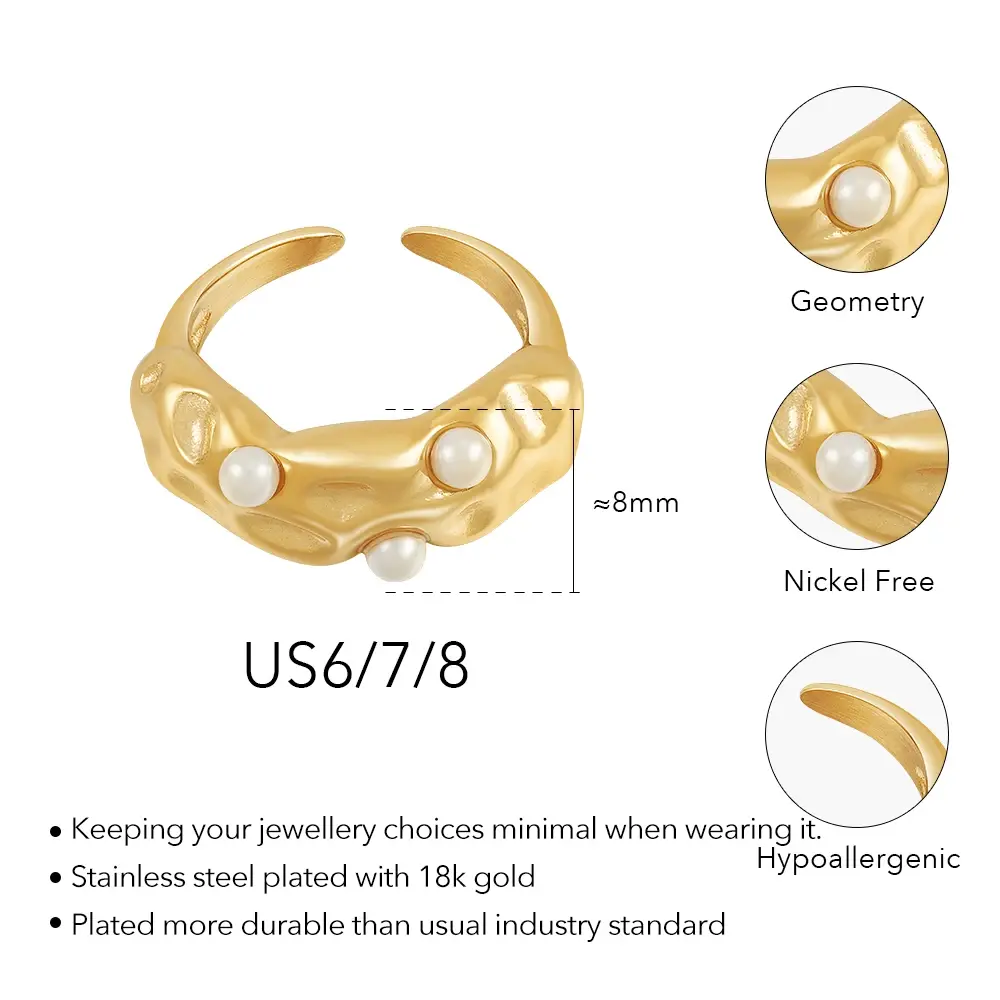 Geometry
≈8mm
Nickel Free
US6/7/8
• Keeping your jewellery choices minimal when wearing it.
Hypoallergenic
• Stainless steel plated with 18k gold
• Plated more durable than usual industry standard